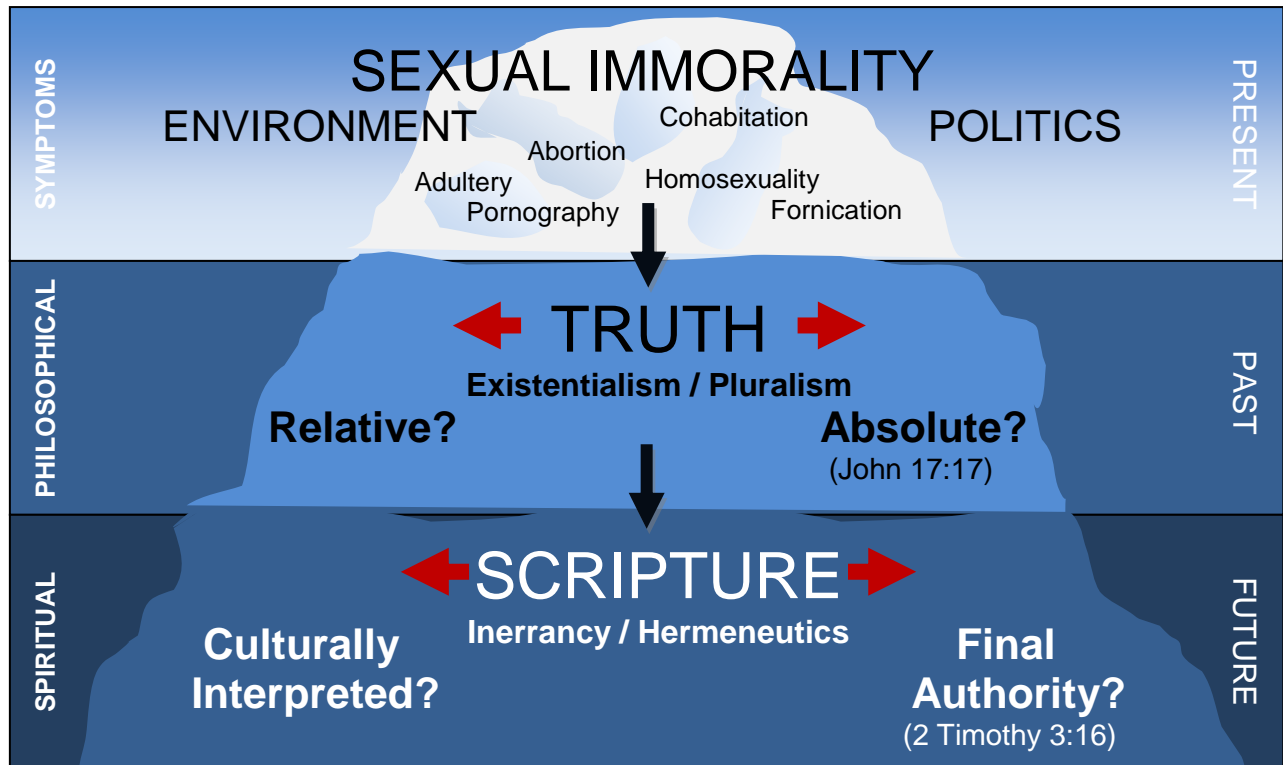 SYMPTOMS
SEXUAL IMMORALITY
ENVIRONMENT
POLITICS
Cohabitation
Abortion
Adultery
Homosexuality
Pornography
Fornication
PRESENT
PHILOSOPHICAL
TRUTH
Existentialism / Pluralism
Relative?
Absolute?
(John 17:17)
PAST
SPIRITUAL
SCRIPTURE
Inerrancy / Hermeneutics
Culturally
Interpreted?
Final
Authority?
(2 Timothy 3:16)
FUTURE